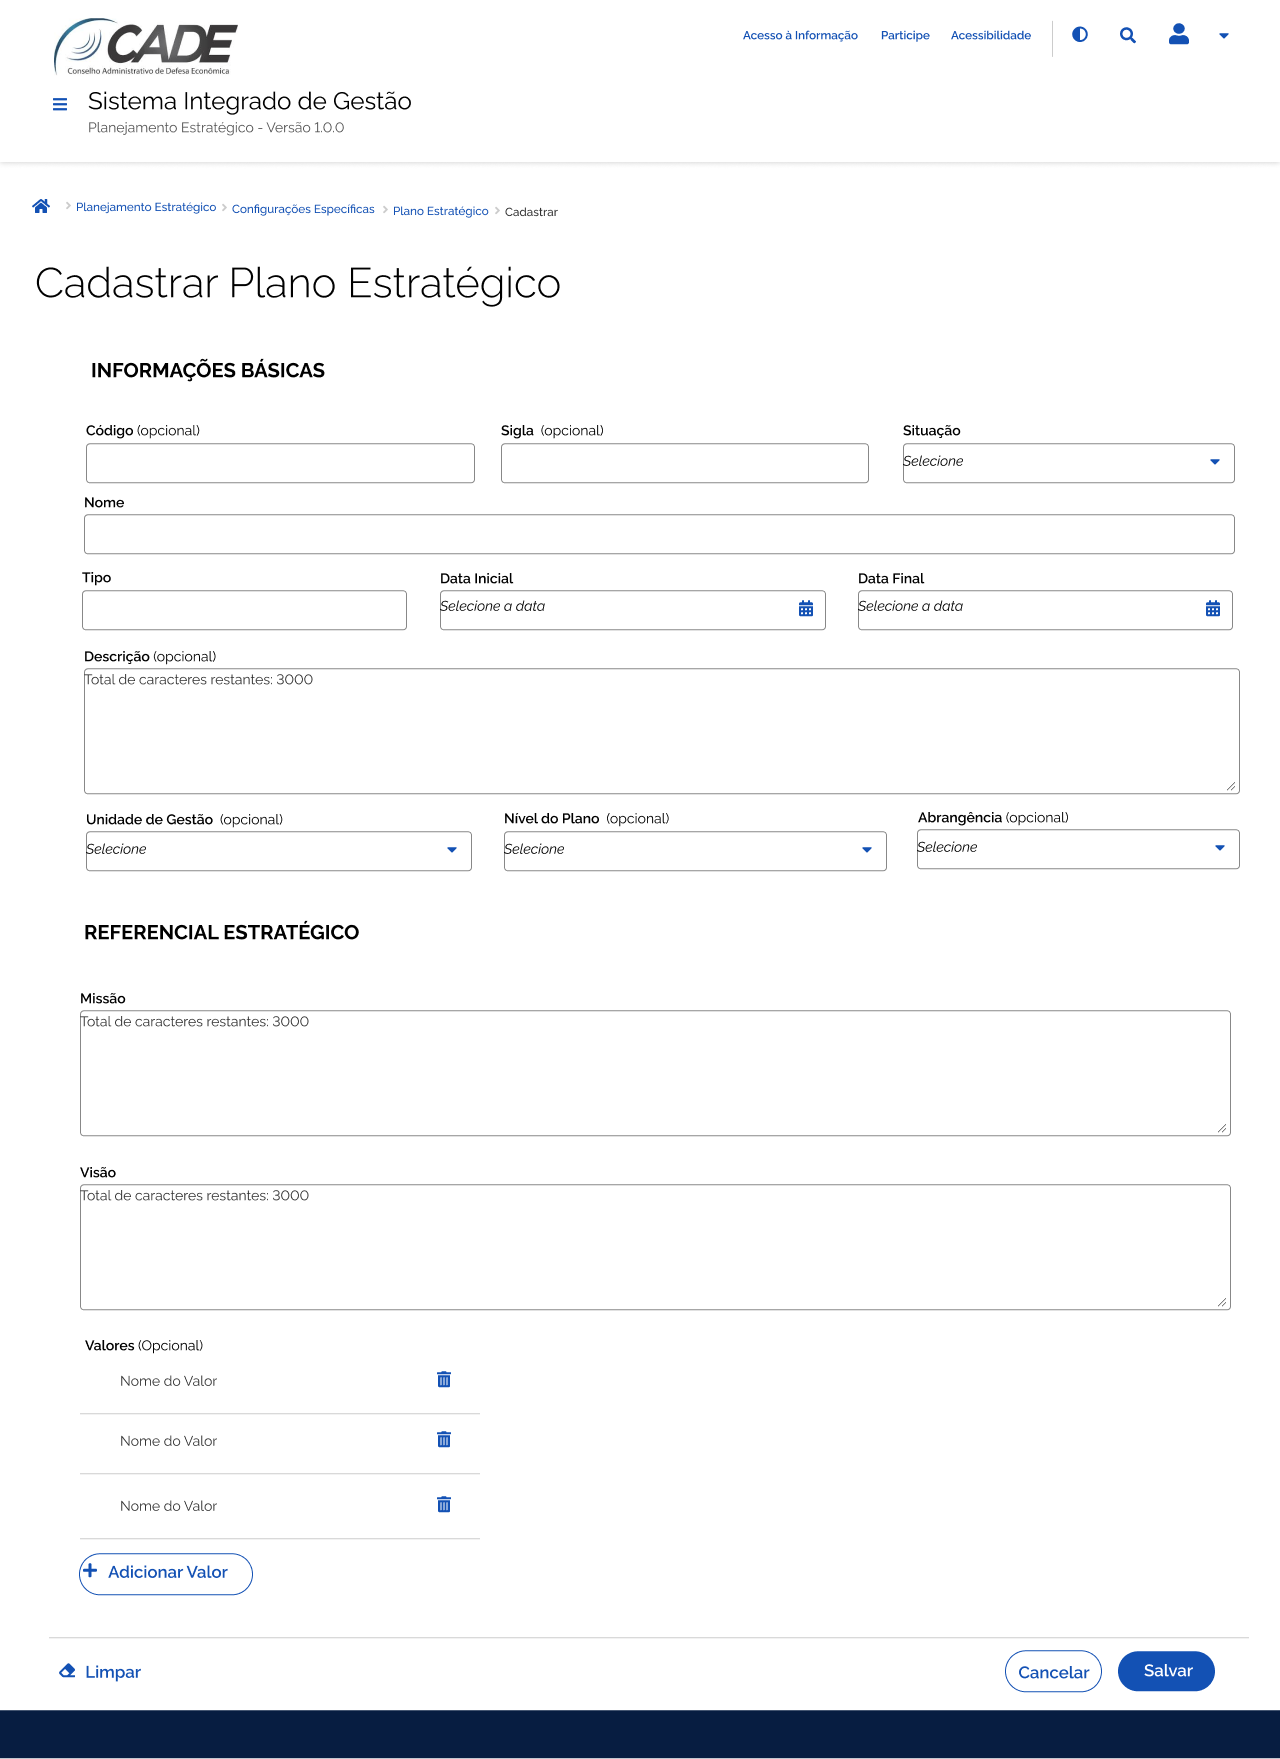 CADE
Conselho Administrativo de Defesa Econômica
Acesso à Informação Participe Acessibilidade
Sistema Integrado de Gestão
Planejamento Estratégico - Versão 1.0.0
Planejamento Estratégico Configurações Específicas Plano Estratégico Cadastrar
Cadastrar Plano Estratégico
INFORMAÇÕES BÁSICAS
Código (opcional) Sigla (opcional) Situação
Selecione
Nome
Tipo Data Inicial Data Final
Selecione a data Selecione a data
Descrição (opcional)
Total de caracteres restantes: 3000
Unidade de Gestão (opcional) Nível do Plano (opcional) Abrangência (opcional)
Selecione Selecione Selecione
REFERENCIAL ESTRATÉGICO
Missão
Total de caracteres restantes: 3000
Visão
Total de caracteres restantes: 3000
Valores (Opcional)
Nome do Valor
Nome do Valor
Nome do Valor
Adicionar Valor
Limpar Cancelar Salvar